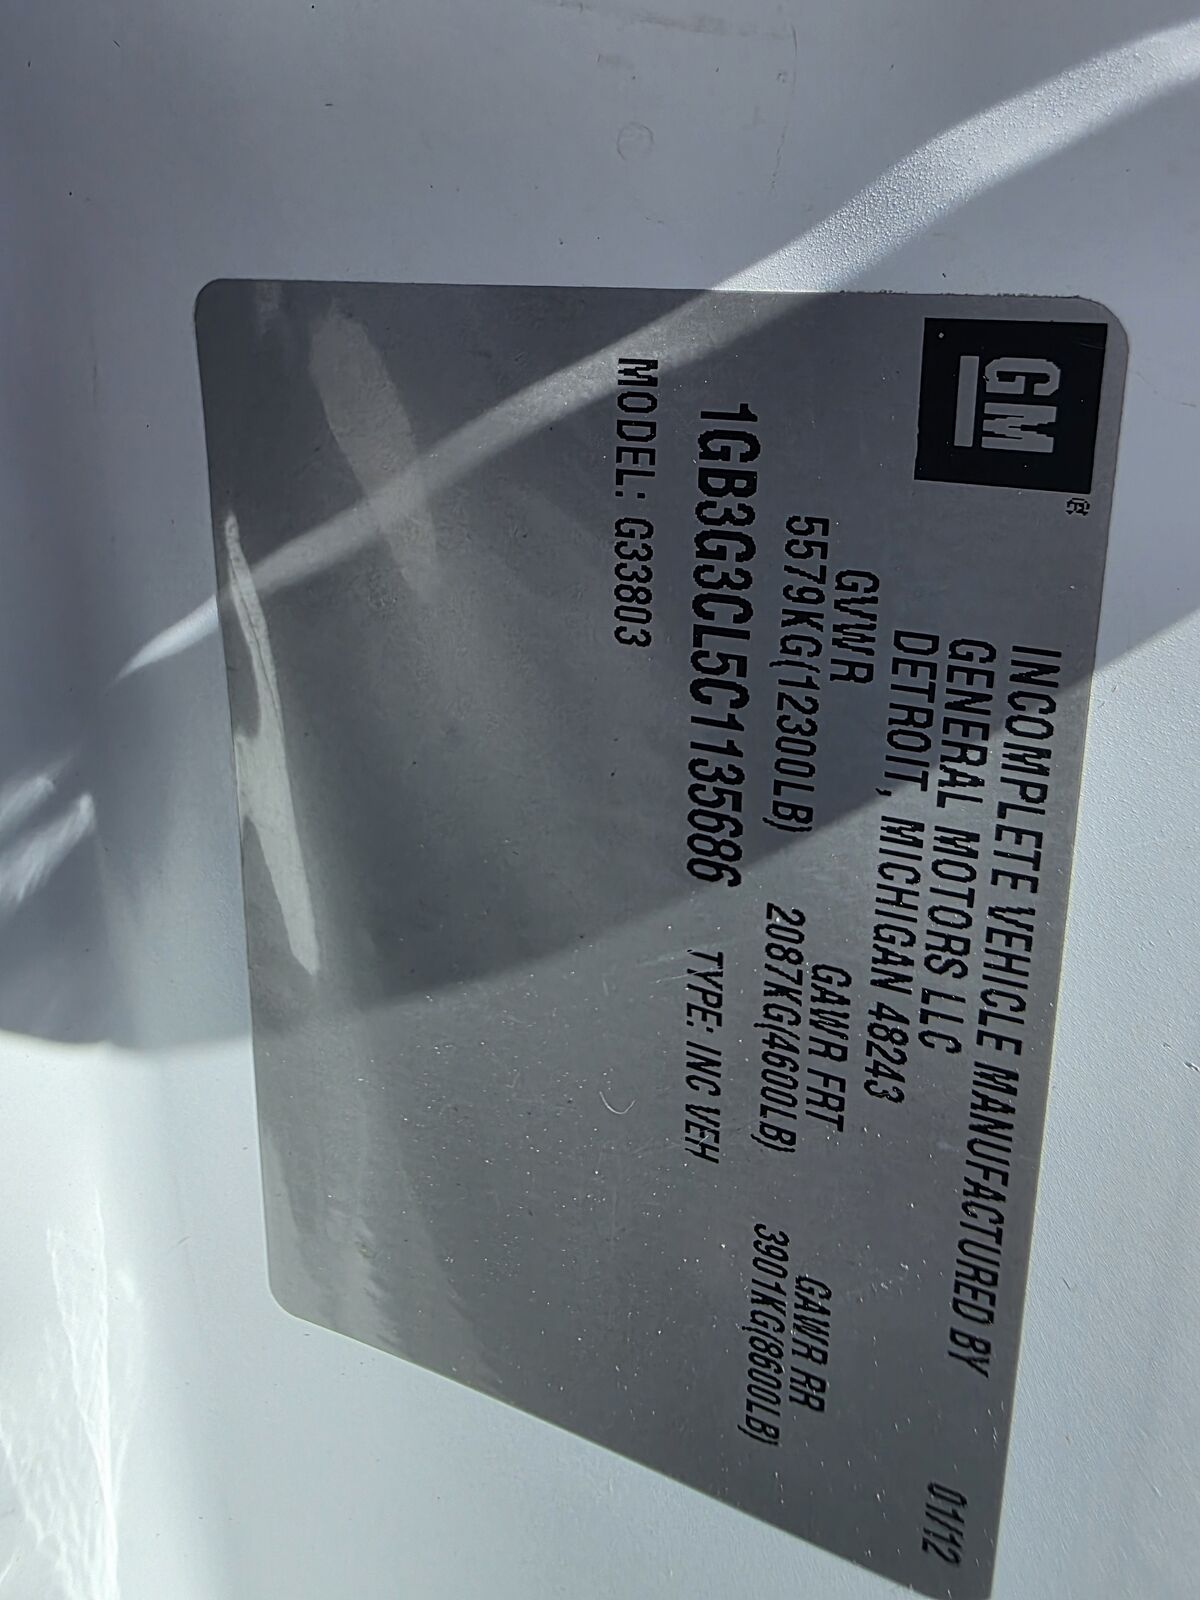 GM®
INCOMPLETE VEHICLE MANUFACTURED BY 01/12
GENERAL MOTORS LLC
DETROIT, MICHIGAN 48243
GVWR GAWR FRT GAWR RR
5579KG(12300LB) 2087KG(4600LB) 3901KG(8600LB)
1GB3G3CL5C1135686 TYPE: INC VEH
MODEL: G33803